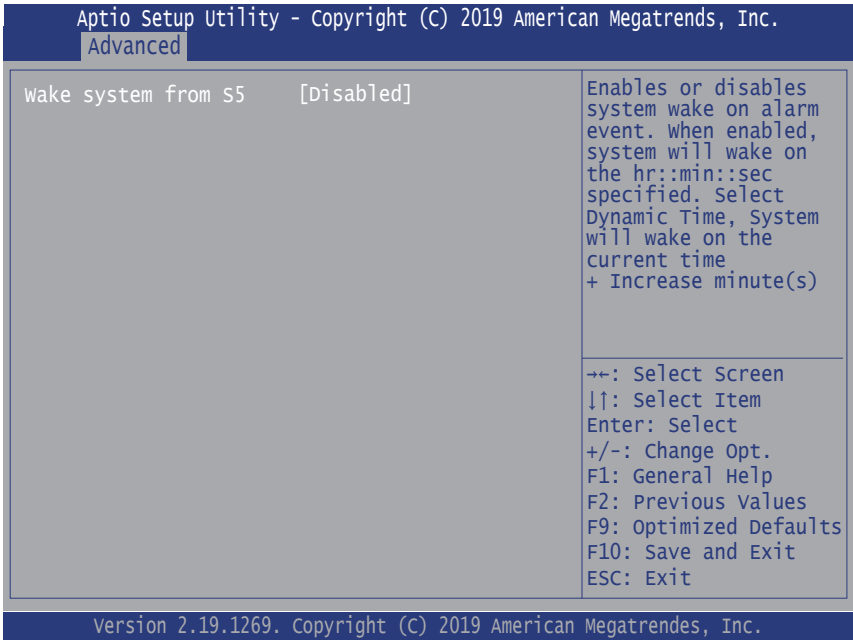 Aptio Setup Utility - Copyright (C) 2019 American Megatrends, Inc.
Advanced
Wake system from S5 [Disabled]
Enables or disables
system wake on alarm
event. When enabled,
system will wake on
the hr::min::sec
specified. Select
Dynamic Time, System
will wake on the
current time
+ Increase minute(s)
→←: Select Screen
↓↑: Select Item
Enter: Select
+/-: Change Opt.
F1: General Help
F2: Previous Values
F9: Optimized Defaults
F10: Save and Exit
ESC: Exit
Version 2.19.1269. Copyright (C) 2019 American Megatrendes, Inc.